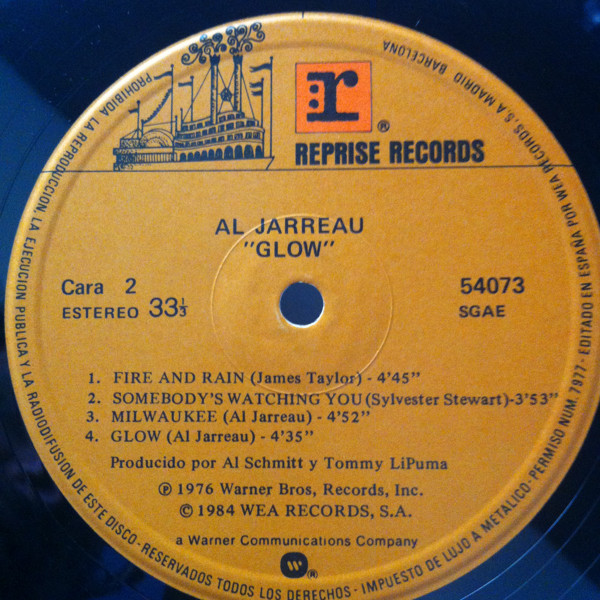 r
®
REPRISE RECORDS
AL JARREAU
"GLOW"
Cara 2
ESTEREO 33⅓
54073
SGAE
1. FIRE AND RAIN (James Taylor) - 4'45"
2. SOMEBODY'S WATCHING YOU (Sylvester Stewart)-3'53"
3. MILWAUKEE (Al Jarreau) - 4'52"
4. GLOW (Al Jarreau) - 4'35"
Producido por Al Schmitt y Tommy LiPuma
Ⓟ 1976 Warner Bros, Records, Inc.
© 1984 WEA RECORDS, S.A.
a Warner Communications Company
W ®
PROHIBIDA LA REPRODUCCION, LA EJECUCION PUBLICA Y LA RADIODIFUSION DE ESTE DISCO - RESERVADOS TODOS LOS DERECHOS - IMPUESTO DE LUJO A METALICO - PERMISO NUM. 7977 - EDITADO EN ESPAÑA POR WEA RECORDS, S.A MADRID BARCELONA